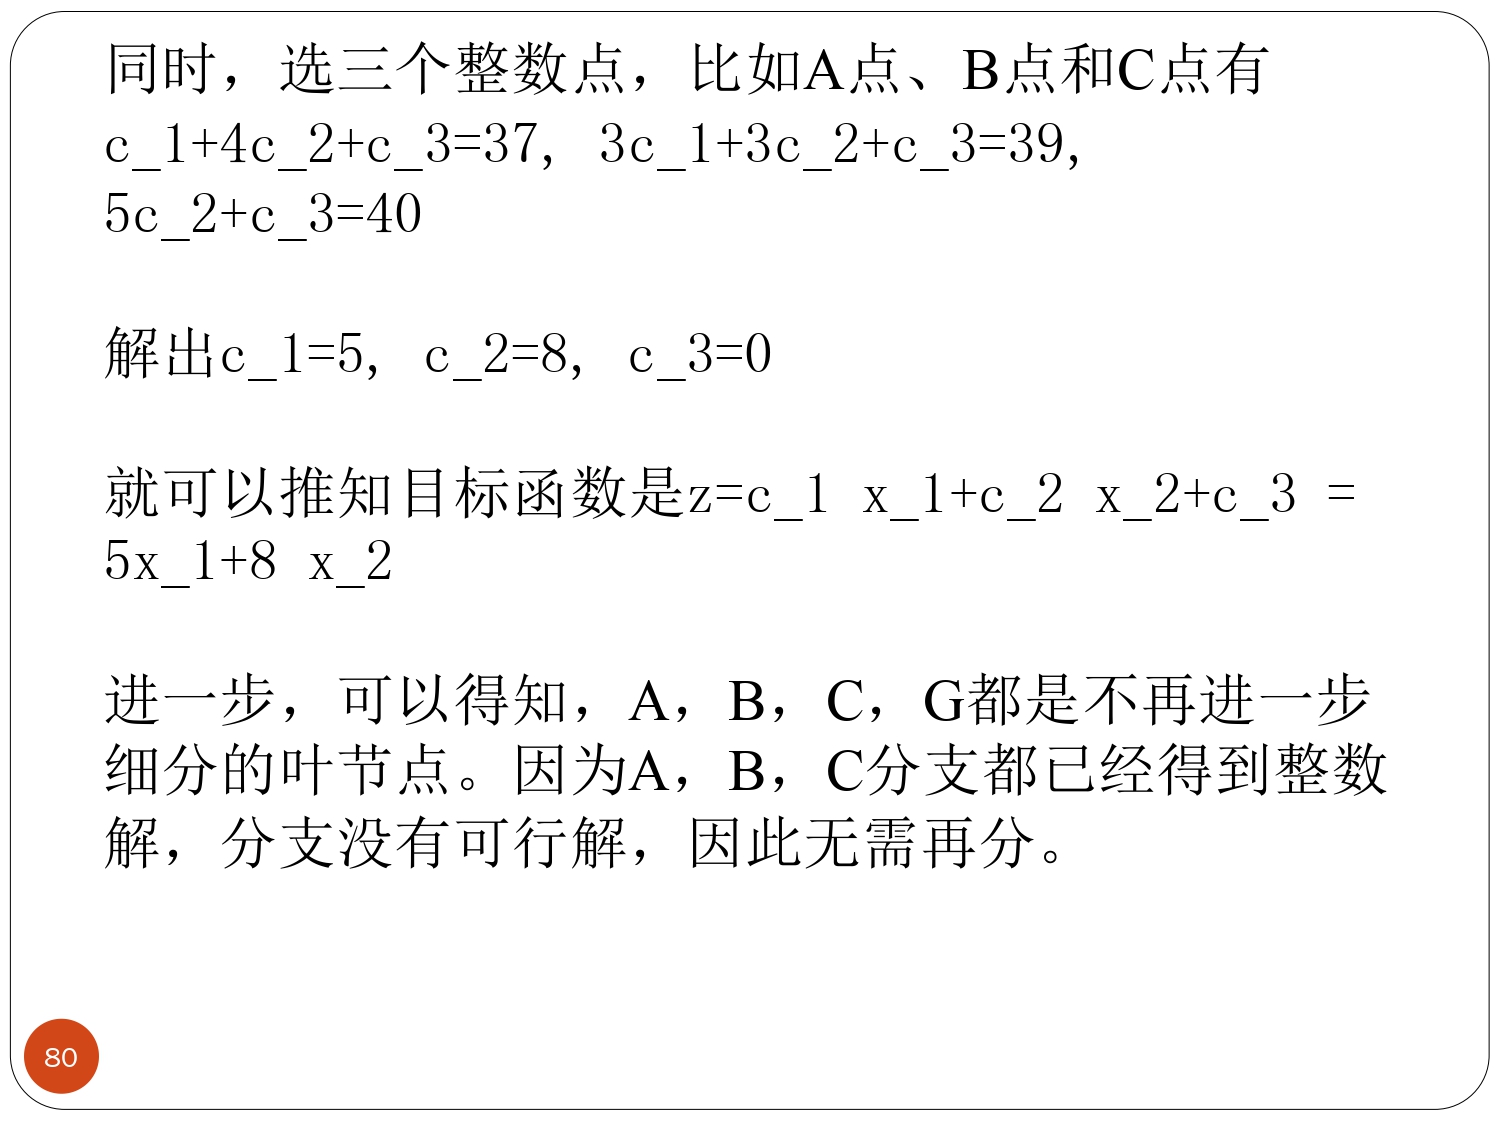 同时，选三个整数点，比如A点、B点和C点有
c_1+4c_2+c_3=37, 3c_1+3c_2+c_3=39,
5c_2+c_3=40
解出c_1=5, c_2=8, c_3=0
就可以推知目标函数是z=c_1 x_1+c_2 x_2+c_3 =
5x_1+8 x_2
进一步，可以得知，A，B，C，G都是不再进一步
细分的叶节点。因为A，B，C分支都已经得到整数
解，分支没有可行解，因此无需再分。
80